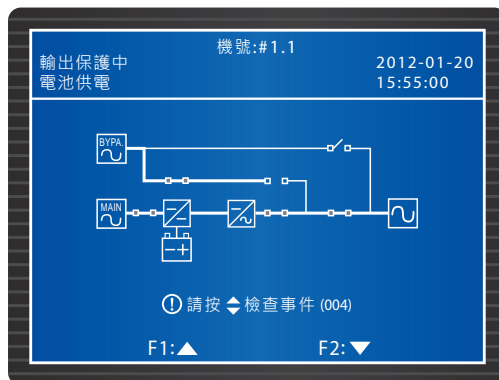 機號:#1.1
輸出保護中
電池供電
2012-01-20
15:55:00
BYPA.
MAIN
請按檢查事件 (004)
F1:
F2: